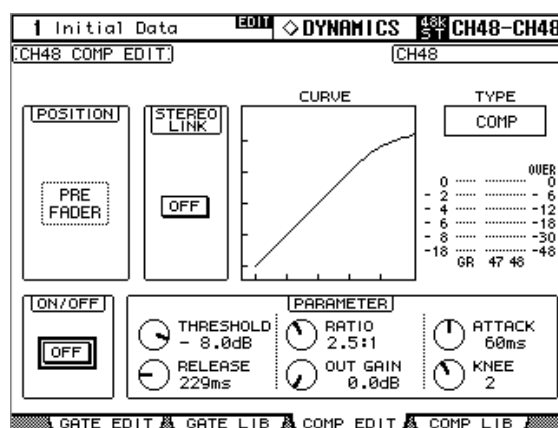 1 Initial Data EDIT ◇DYNAMICS 48K ST CH48-CH48
CH48 COMP EDIT CH48
POSITION
PRE
FADER
STEREO
LINK
OFF
CURVE
TYPE
COMP
OVER
0 0
- 2 - 6
- 4 -12
- 6 -18
- 8 -30
-18 -48
GR 47 48
ON/OFF
OFF
PARAMETER
THRESHOLD
- 8.0dB
RATIO
2.5:1
ATTACK
60ms
RELEASE
229ms
OUT GAIN
0.0dB
KNEE
2
GATE EDIT GATE LIB COMP EDIT COMP LIB